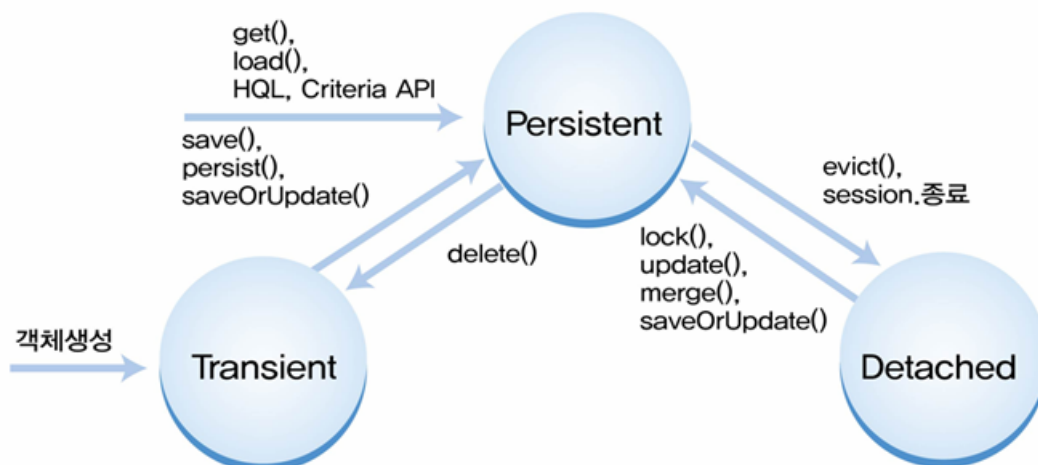 get(),
load(),
HQL, Criteria API
Persistent
save(),
persist(),
saveOrUpdate()
evict(),
session.종료
delete()
lock(),
update(),
merge(),
saveOrUpdate()
객체생성
Transient
Detached